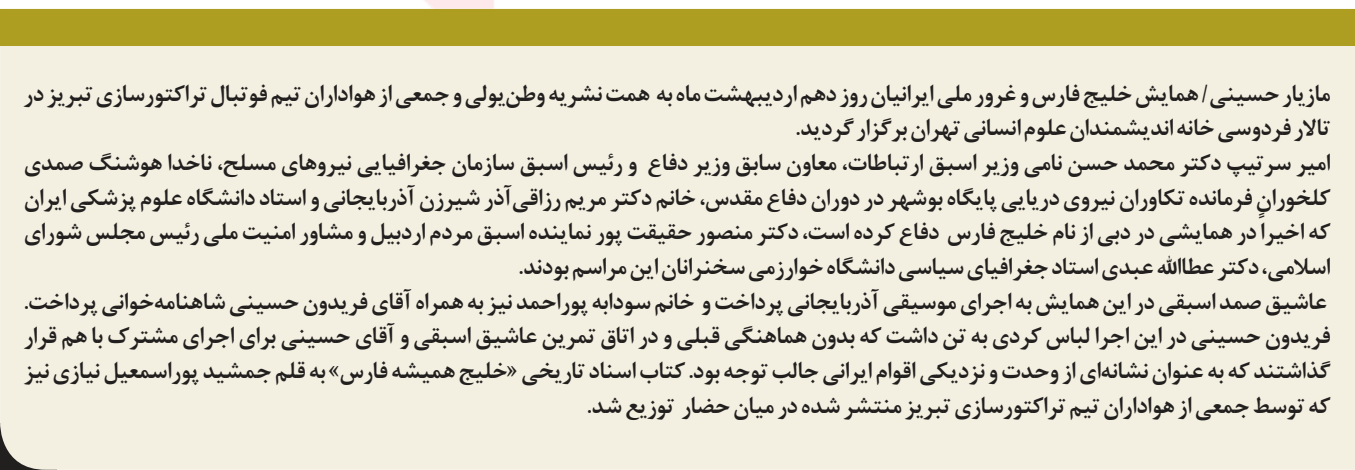 مازیار حسینی/ همایش خلیج فارس و غرور ملی ایرانیان روز دهم اردیبهشت ماه به همت نشریه وطن‌یولی و جمعی از هواداران تیم فوتبال تراکتورسازی تبریز در
تالار فردوسی خانه اندیشمندان علوم انسانی تهران برگزار گردید.
امیر سرتیپ دکتر محمد حسن نامی وزیر اسبق ارتباطات، معاون سابق وزیر دفاع و رئیس اسبق سازمان جغرافیایی نیروهای مسلح، ناخدا هوشنگ صمدی
کلخورانِ فرمانده تکاوران نیروی دریایی پایگاه بوشهر در دوران دفاع مقدس، خانم دکتر مریم رزاقی‌آذر شیرزن آذربایجانی و استاد دانشگاه علوم پزشکی ایران
که اخیراً در همایشی در دبی از نام خلیج فارس دفاع کرده است، دکتر منصور حقیقت پور نماینده اسبق مردم اردبیل و مشاور امنیت ملی رئیس مجلس شورای
اسلامی، دکتر عطاالله عبدی استاد جغرافیای سیاسی دانشگاه خوارزمی سخنرانان این مراسم بودند.
عاشیق صمد اسبقی در این همایش به اجرای موسیقی آذربایجانی پرداخت و خانم سودابه پوراحمد نیز به همراه آقای فریدون حسینی شاهنامه‌خوانی پرداخت.
فریدون حسینی در این اجرا لباس کردی به تن داشت که بدون هماهنگی قبلی و در اتاق تمرین عاشیق اسبقی و آقای حسینی برای اجرای مشترک با هم قرار
گذاشتند که به عنوان نشانه‌ای از وحدت و نزدیکی اقوام ایرانی جالب توجه بود. کتاب اسناد تاریخی «خلیج همیشه فارس» به قلم جمشید پوراسمعیل نیازی نیز
که توسط جمعی از هواداران تیم تراکتورسازی تبریز منتشر شده در میان حضار توزیع شد.